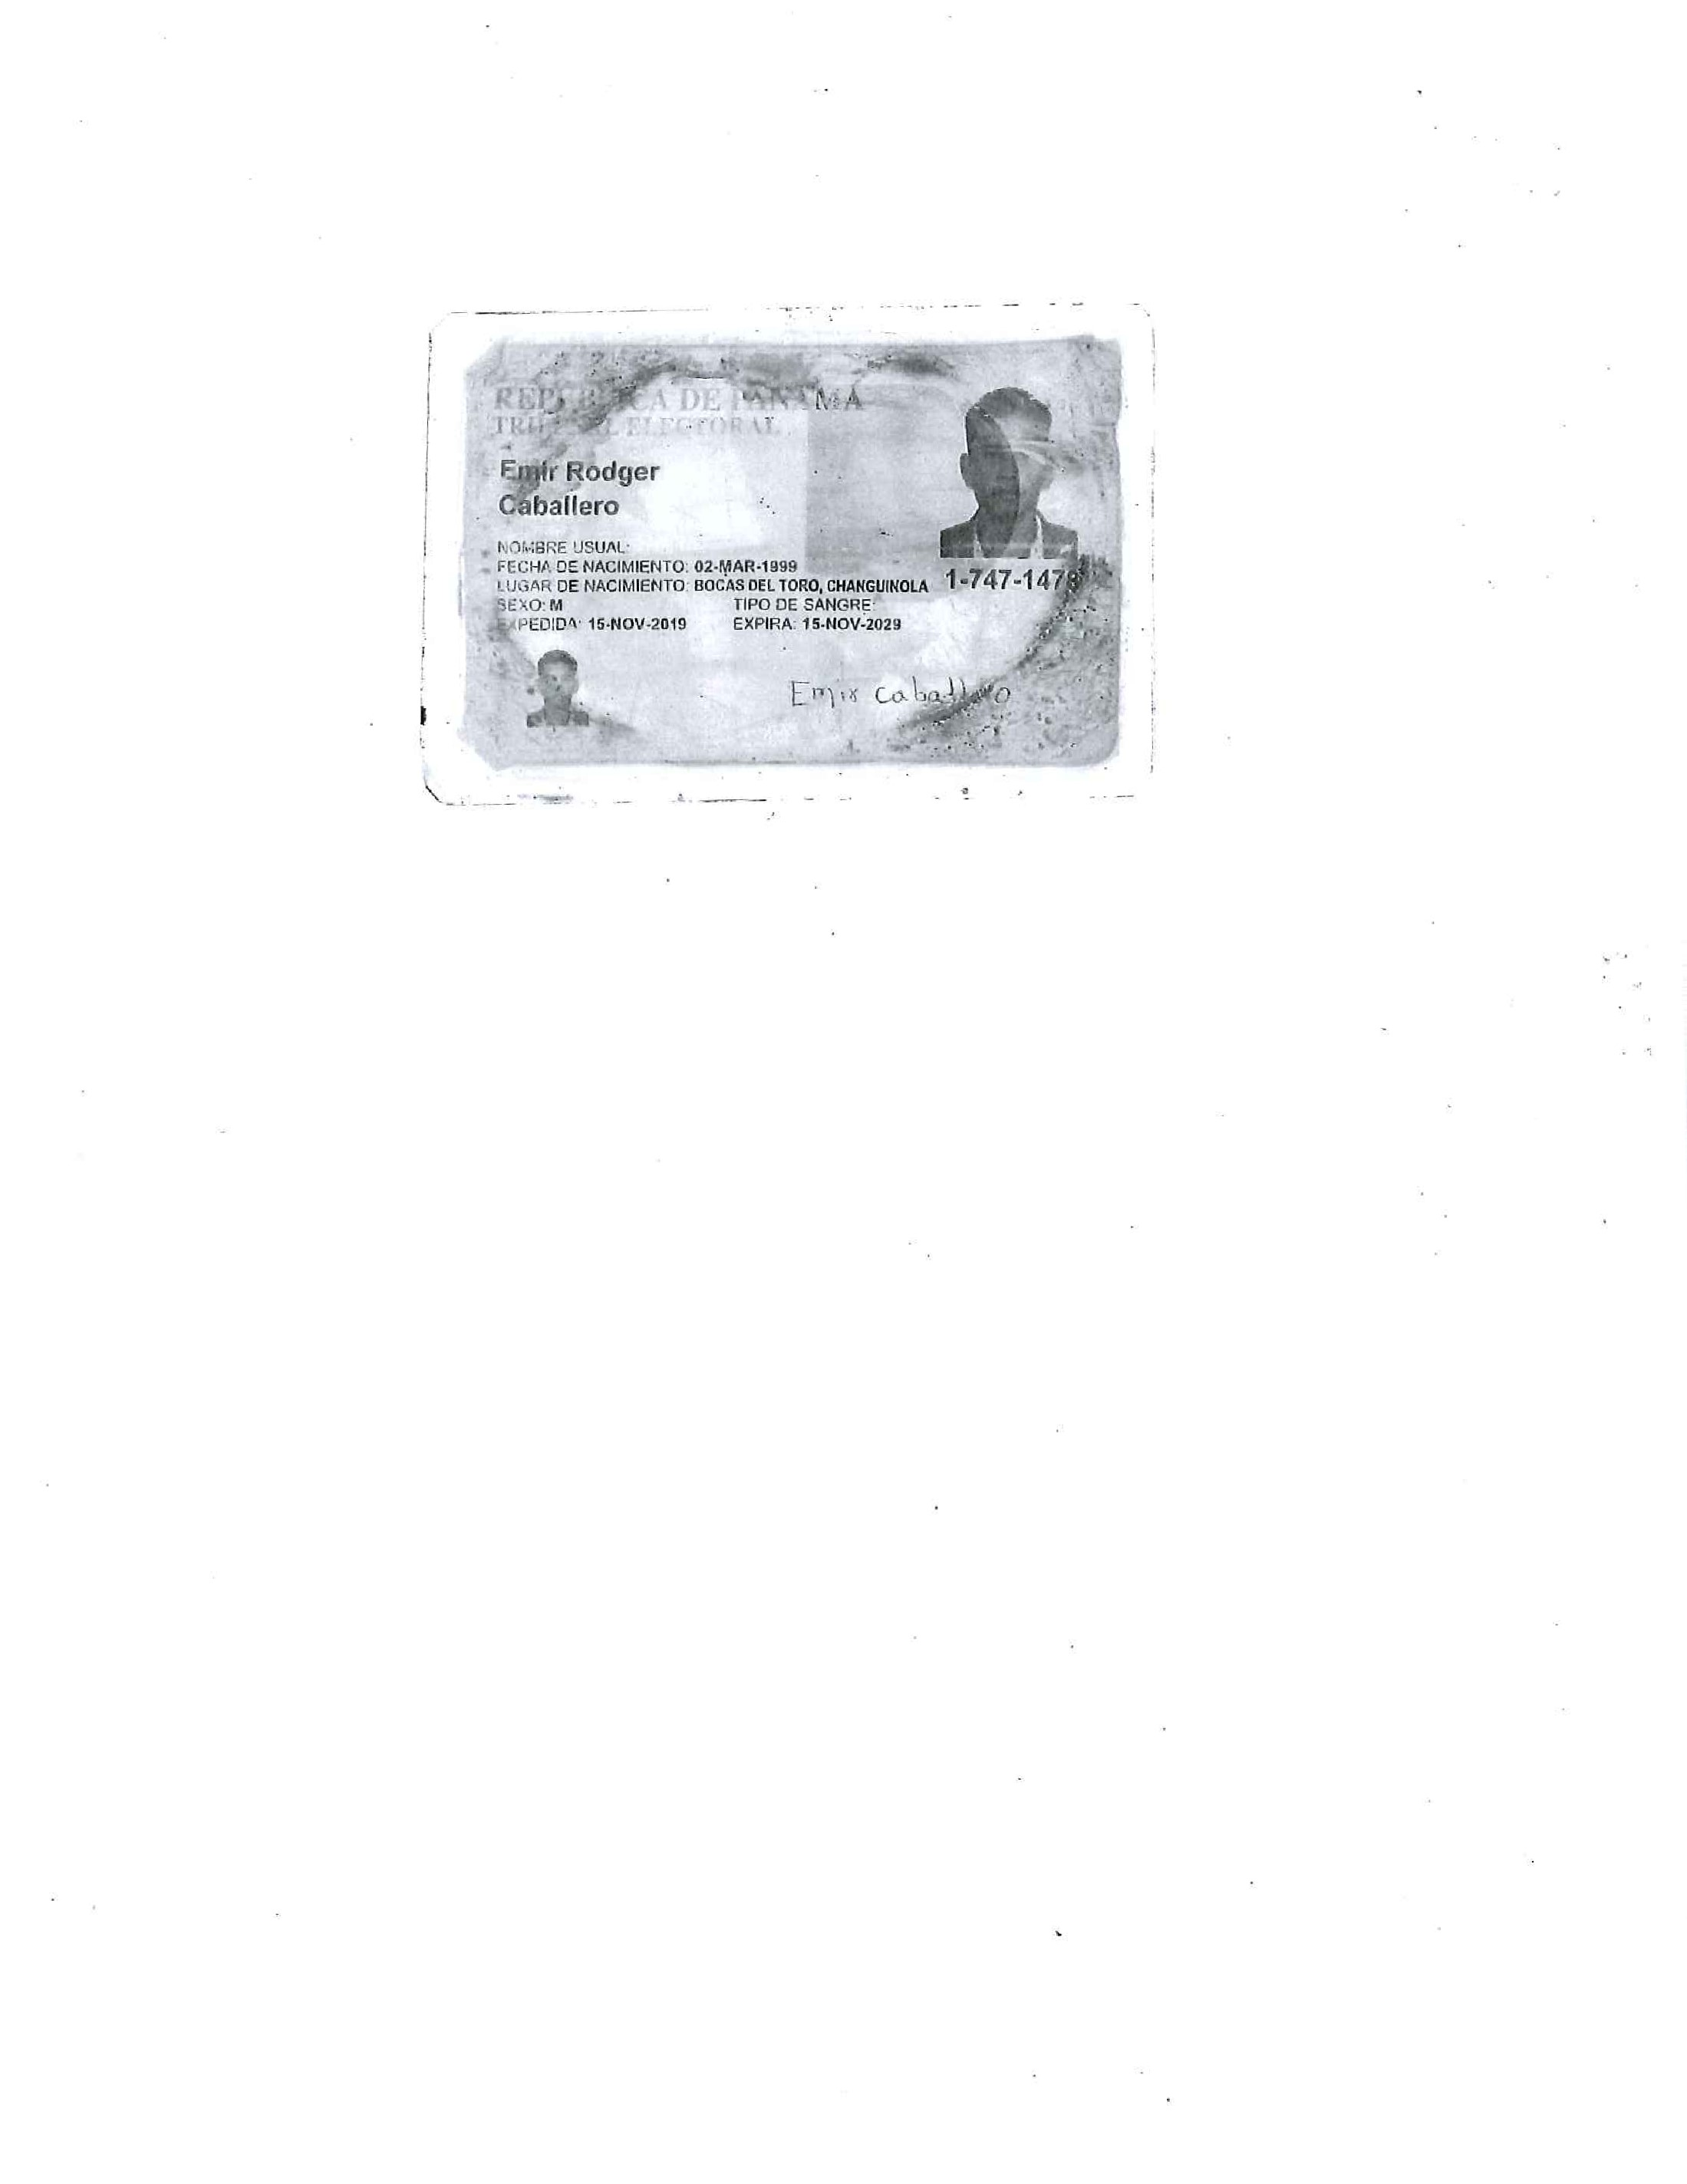 REPÚBLICA DE PANAMÁ
TRIBUNAL ELECTORAL
Emir Rodger
Caballero
NOMBRE USUAL:
FECHA DE NACIMIENTO: 02-MAR-1999
LUGAR DE NACIMIENTO: BOCAS DEL TORO, CHANGUINOLA
1-747-1478
SEXO: M TIPO DE SANGRE:
EXPEDIDA: 15-NOV-2019 EXPIRA: 15-NOV-2029
Emir Caballero